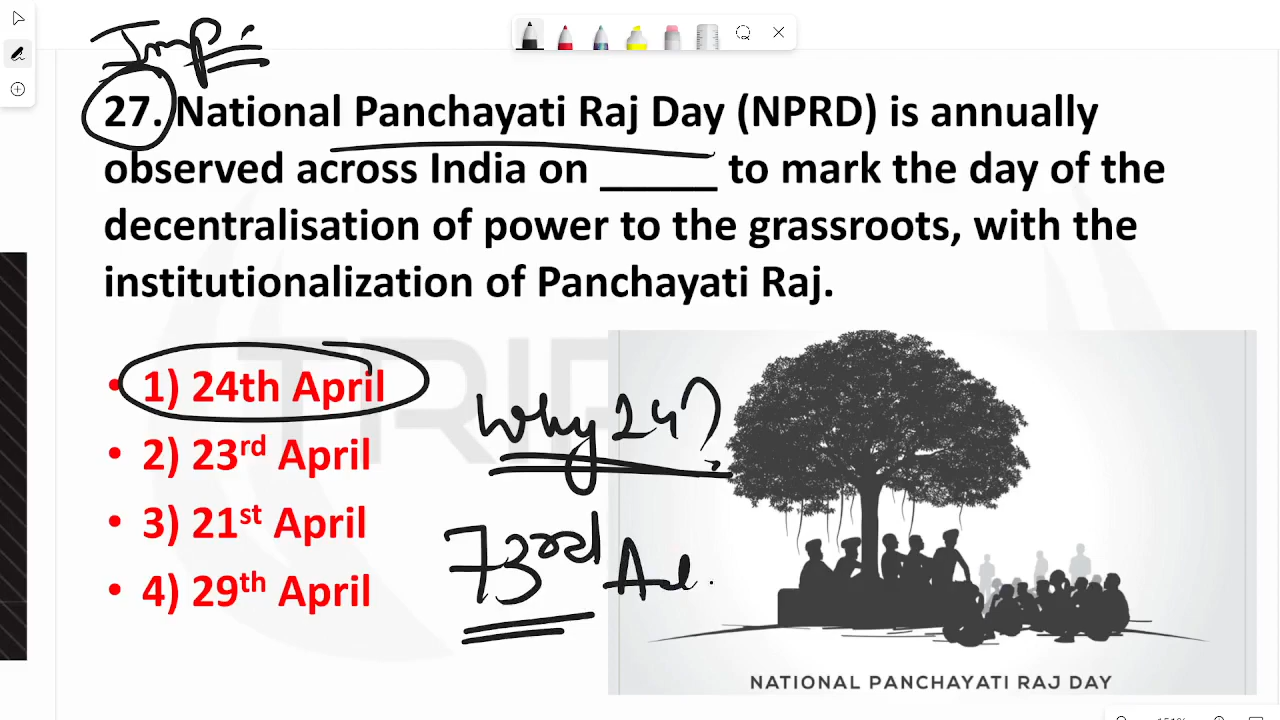 Imp:
27. National Panchayati Raj Day (NPRD) is annually
observed across India on _____ to mark the day of the
decentralisation of power to the grassroots, with the
institutionalization of Panchayati Raj.
• 1) 24th April
• 2) 23rd April
• 3) 21st April
• 4) 29th April
Why 24?
73rd
NATIONAL PANCHAYATI RAJ DAY